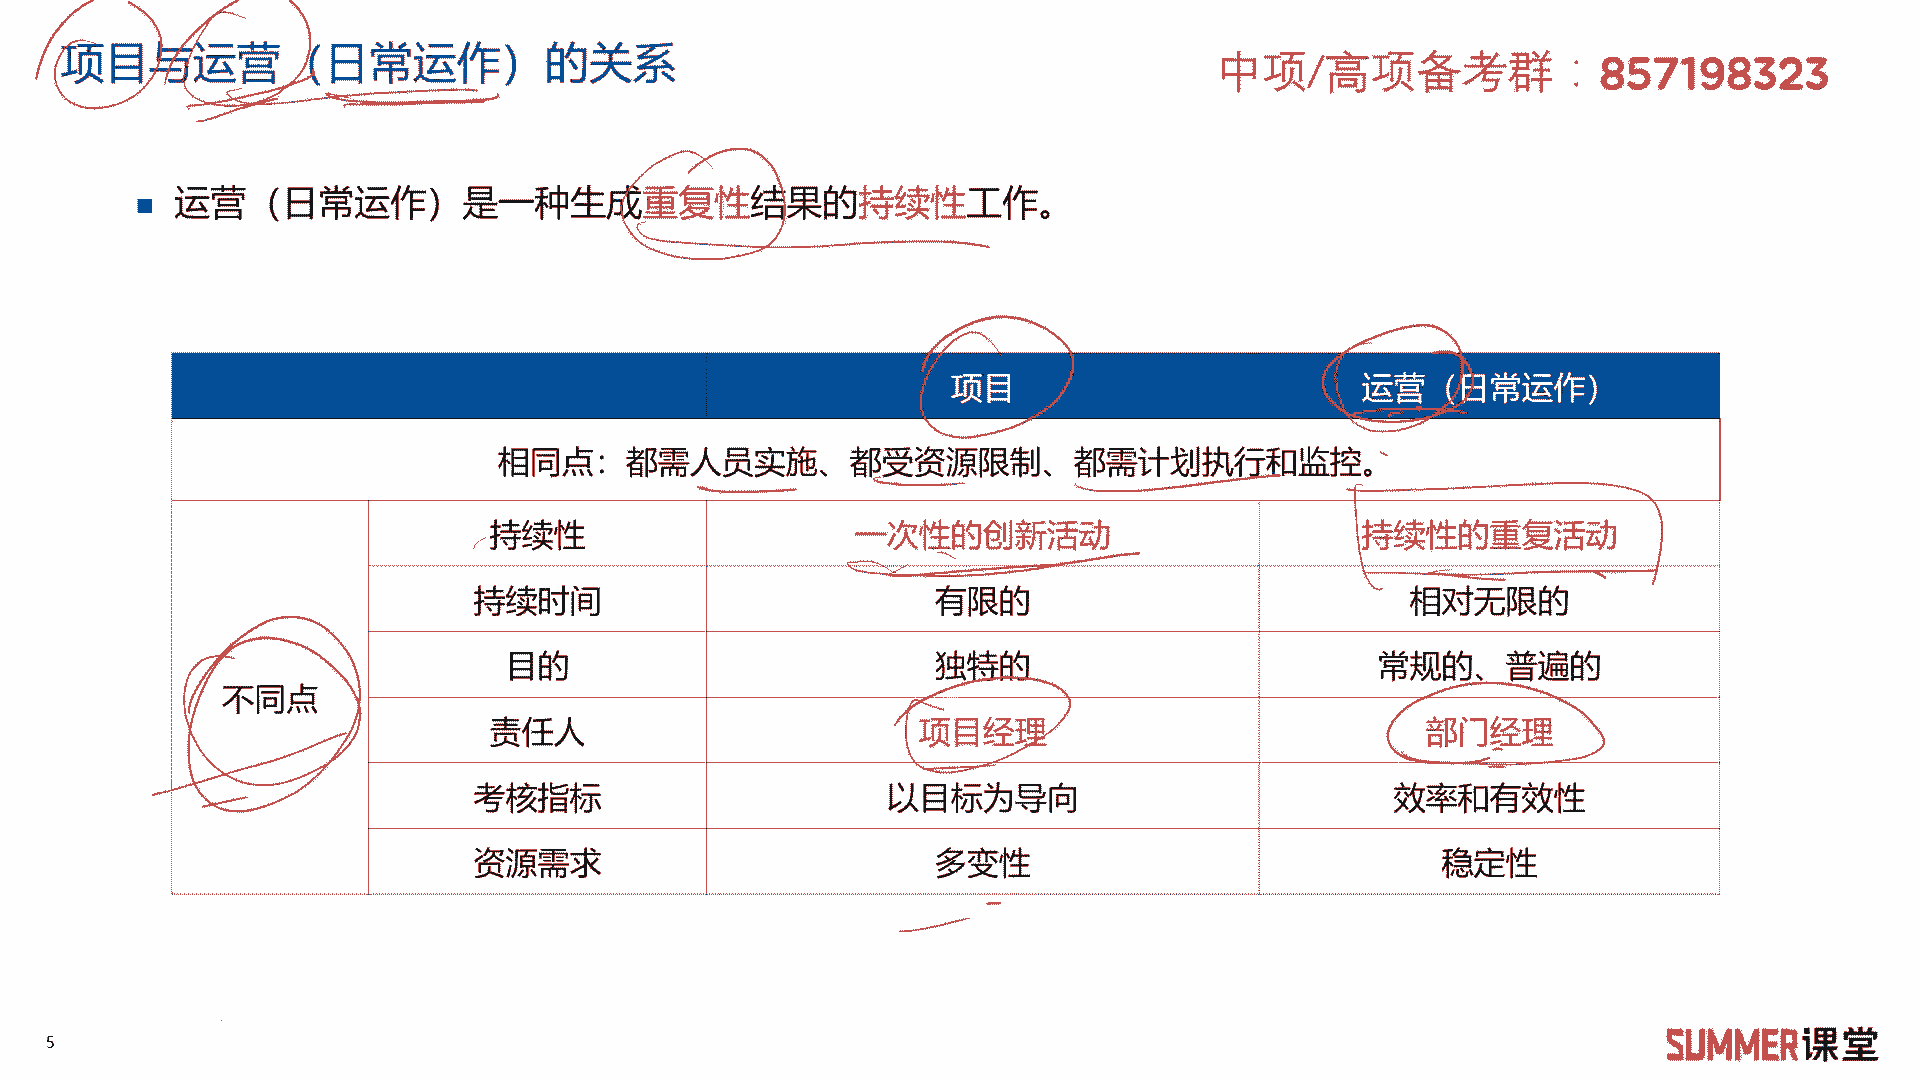 项目与运营（日常运作）的关系
中项/高项备考群：857198323
■ 运营（日常运作）是一种生成重复性结果的持续性工作。
项目 运营（日常运作）
相同点：都需人员实施、都受资源限制、都需计划执行和监控。
不同点
持续性 一次性的创新活动 持续性的重复活动
持续时间 有限的 相对无限的
目的 独特的 常规的、普遍的
责任人 项目经理 部门经理
考核指标 以目标为导向 效率和有效性
资源需求 多变性 稳定性
5
SUMMER课堂